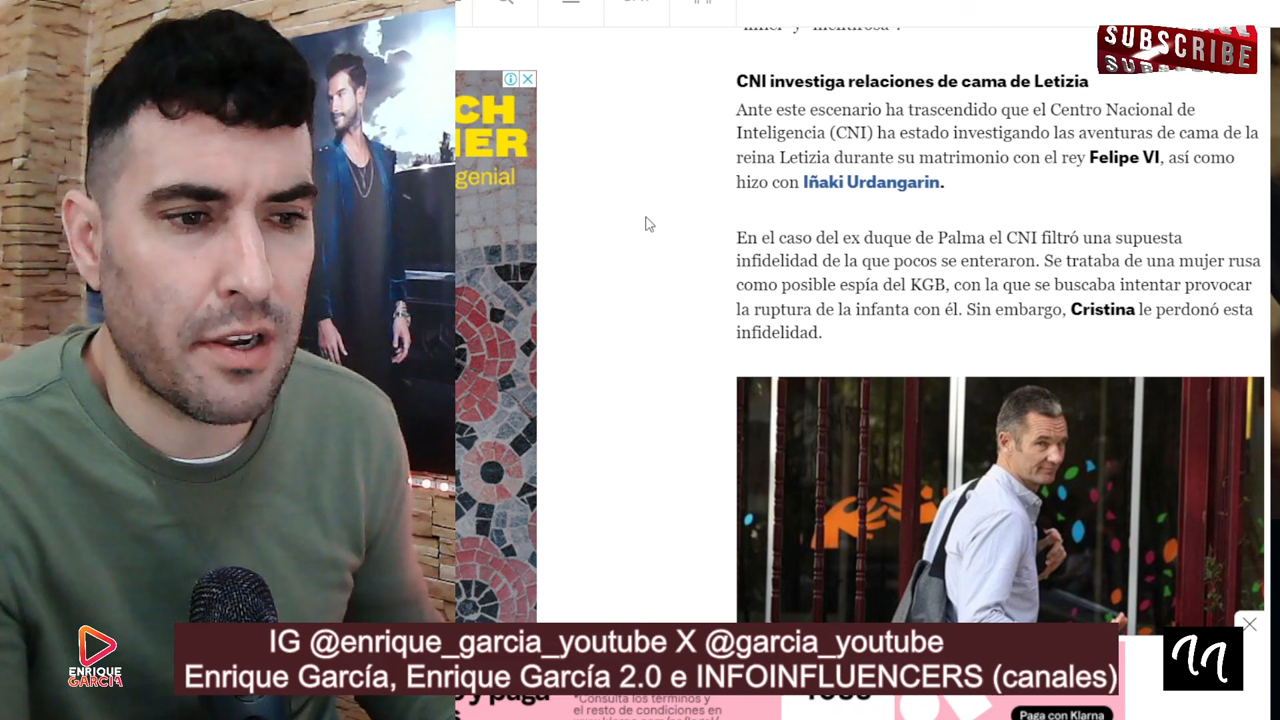 SUBSCRIBE
CNI investiga relaciones de cama de Letizia
Ante este escenario ha trascendido que el Centro Nacional de
Inteligencia (CNI) ha estado investigando las aventuras de cama de la
reina Letizia durante su matrimonio con el rey Felipe VI, así como
hizo con Iñaki Urdangarin.
En el caso del ex duque de Palma el CNI filtró una supuesta
infidelidad de la que pocos se enteraron. Se trataba de una mujer rusa
como posible espía del KGB, con la que se buscaba intentar provocar
la ruptura de la infanta con él. Sin embargo, Cristina le perdonó esta
infidelidad.
CH
genial
IG @enrique_garcia_youtube X @garcia_youtube
Enrique García, Enrique García 2.0 e INFOINFLUENCERS (canales)
ENRIQUE
GARCÍA
y paga
*Consulta los términos y
el resto de condiciones en
Paga con Klarna